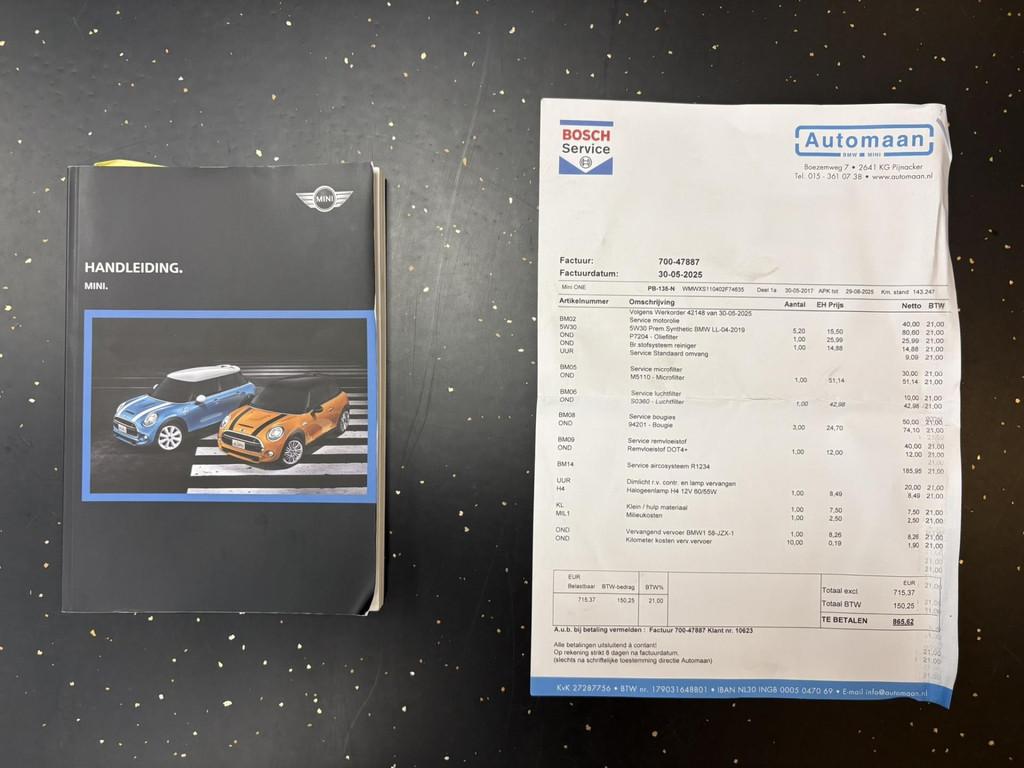 MINI
HANDLEIDING.
MINI.
BOSCH
Service
Automaan
BMW MINI
Boezemweg 7 • 2641 KG Pijnacker
Tel. 015 - 361 07 38 • www.automaan.nl
Factuur: 700-47887
Factuurdatum: 30-05-2025
Mini ONE PB-135-N WMWXS110402F74635 Deel 1a 30-05-2017 APK tot 29-08-2025 Km. stand 143.247
Artikelnummer Omschrijving Aantal EH Prijs Netto BTW
Volgens Werkorder 42148 van 30-05-2025
BM02 Service motorolie 40,00 21,00
5W30 5W30 Prem.Synthetic BMW LL-04-2019 5,20 15,50 80,60 21,00
OND P7204 - Oliefilter 1,00 25,99 25,99 21,00
OND Br.stofsysteem reiniger 1,00 14,88 14,88 21,00
UUR Service Standaard omvang 9,09 21,00
BM05 Service microfilter 30,00 21,00
OND M5110 - Microfilter 1,00 51,14 51,14 21,00
BM06 Service luchtfilter 10,00 21,00
OND S0360 - Luchtfilter 1,00 42,98 42,98 21,00
BM08 Service bougies 50,00 21,00
OND 94201 - Bougie 3,00 24,70 74,10 21,00
BM09 Service remvloeistof 40,00 21,00
OND Remvloeistof DOT4+ 1,00 12,00 12,00 21,00
BM14 Service aircosysteem R1234 185,95 21,00
UUR Dimlicht r.v. contr. en lamp vervangen 20,00 21,00
H4 Halogeenlamp H4 12V 60/55W 1,00 8,49 8,49 21,00
KL Klein / hulp materiaal 1,00 7,50 7,50 21,00
MIL1 Milieukosten 1,00 2,50 2,50 21,00
OND Vervangend vervoer BMW1 58-JZX-1 1,00 8,26 8,26 21,00
OND Kilometer kosten verv.vervoer 10,00 0,19 1,90 21,00
EUR
Belastbaar BTW-bedrag BTW%
715,37 150,25 21,00
EUR
Totaal excl 715,37
Totaal BTW 150,25
TE BETALEN 865,62
A.u.b. bij betaling vermelden : Factuur 700-47887 Klant nr. 10623
Alle betalingen uitsluitend à contant!
Op rekening strikt 8 dagen na factuurdatum.
(slechts na schriftelijke toestemming directie Automaan)
KvK 27287756 • BTW nr. 179031648B01 • IBAN NL30 INGB 0005 0470 69 • E-mail info@automaan.nl